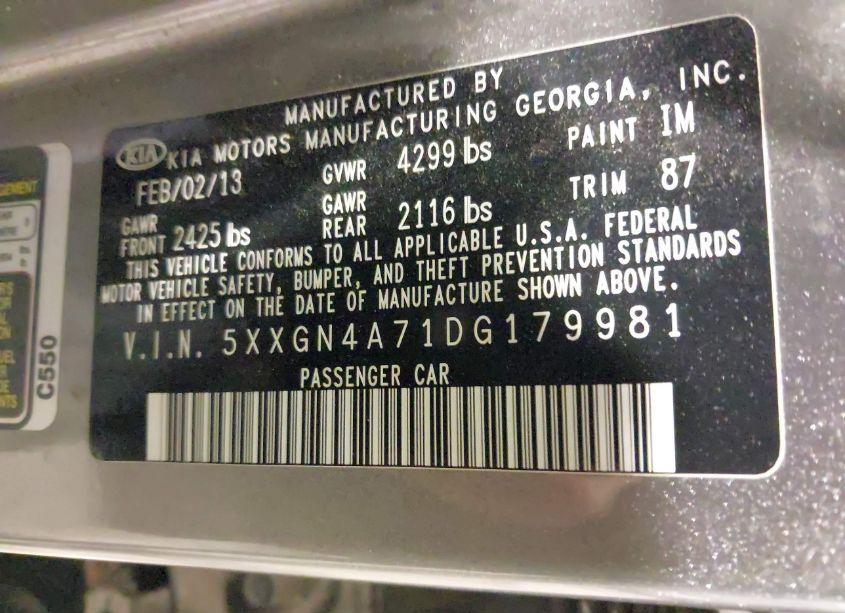 MANUFACTURED BY
KIA KIA MOTORS MANUFACTURING GEORGIA, INC.
FEB/02/13 GVWR 4299 lbs PAINT IM
GAWR FRONT 2425 lbs GAWR REAR 2116 lbs TRIM 87
THIS VEHICLE CONFORMS TO ALL APPLICABLE U.S.A. FEDERAL
MOTOR VEHICLE SAFETY, BUMPER, AND THEFT PREVENTION STANDARDS
IN EFFECT ON THE DATE OF MANUFACTURE SHOWN ABOVE.
V.I.N. 5XXGN4A71DG179981
PASSENGER CAR
C550